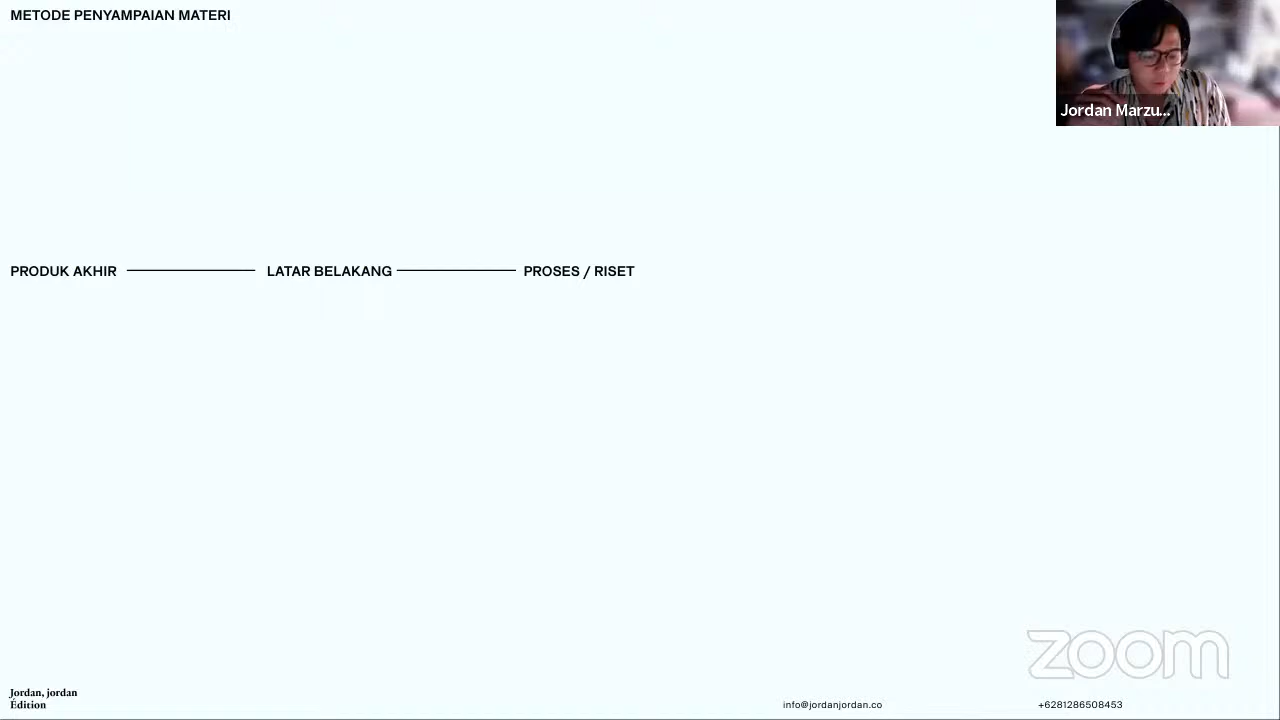 METODE PENYAMPAIAN MATERI
Jordan Marzu...
PRODUK AKHIR LATAR BELAKANG PROSES / RISET
zoom
Jordan, jordan
Édition
info@jordanjordan.co
+6281286508453